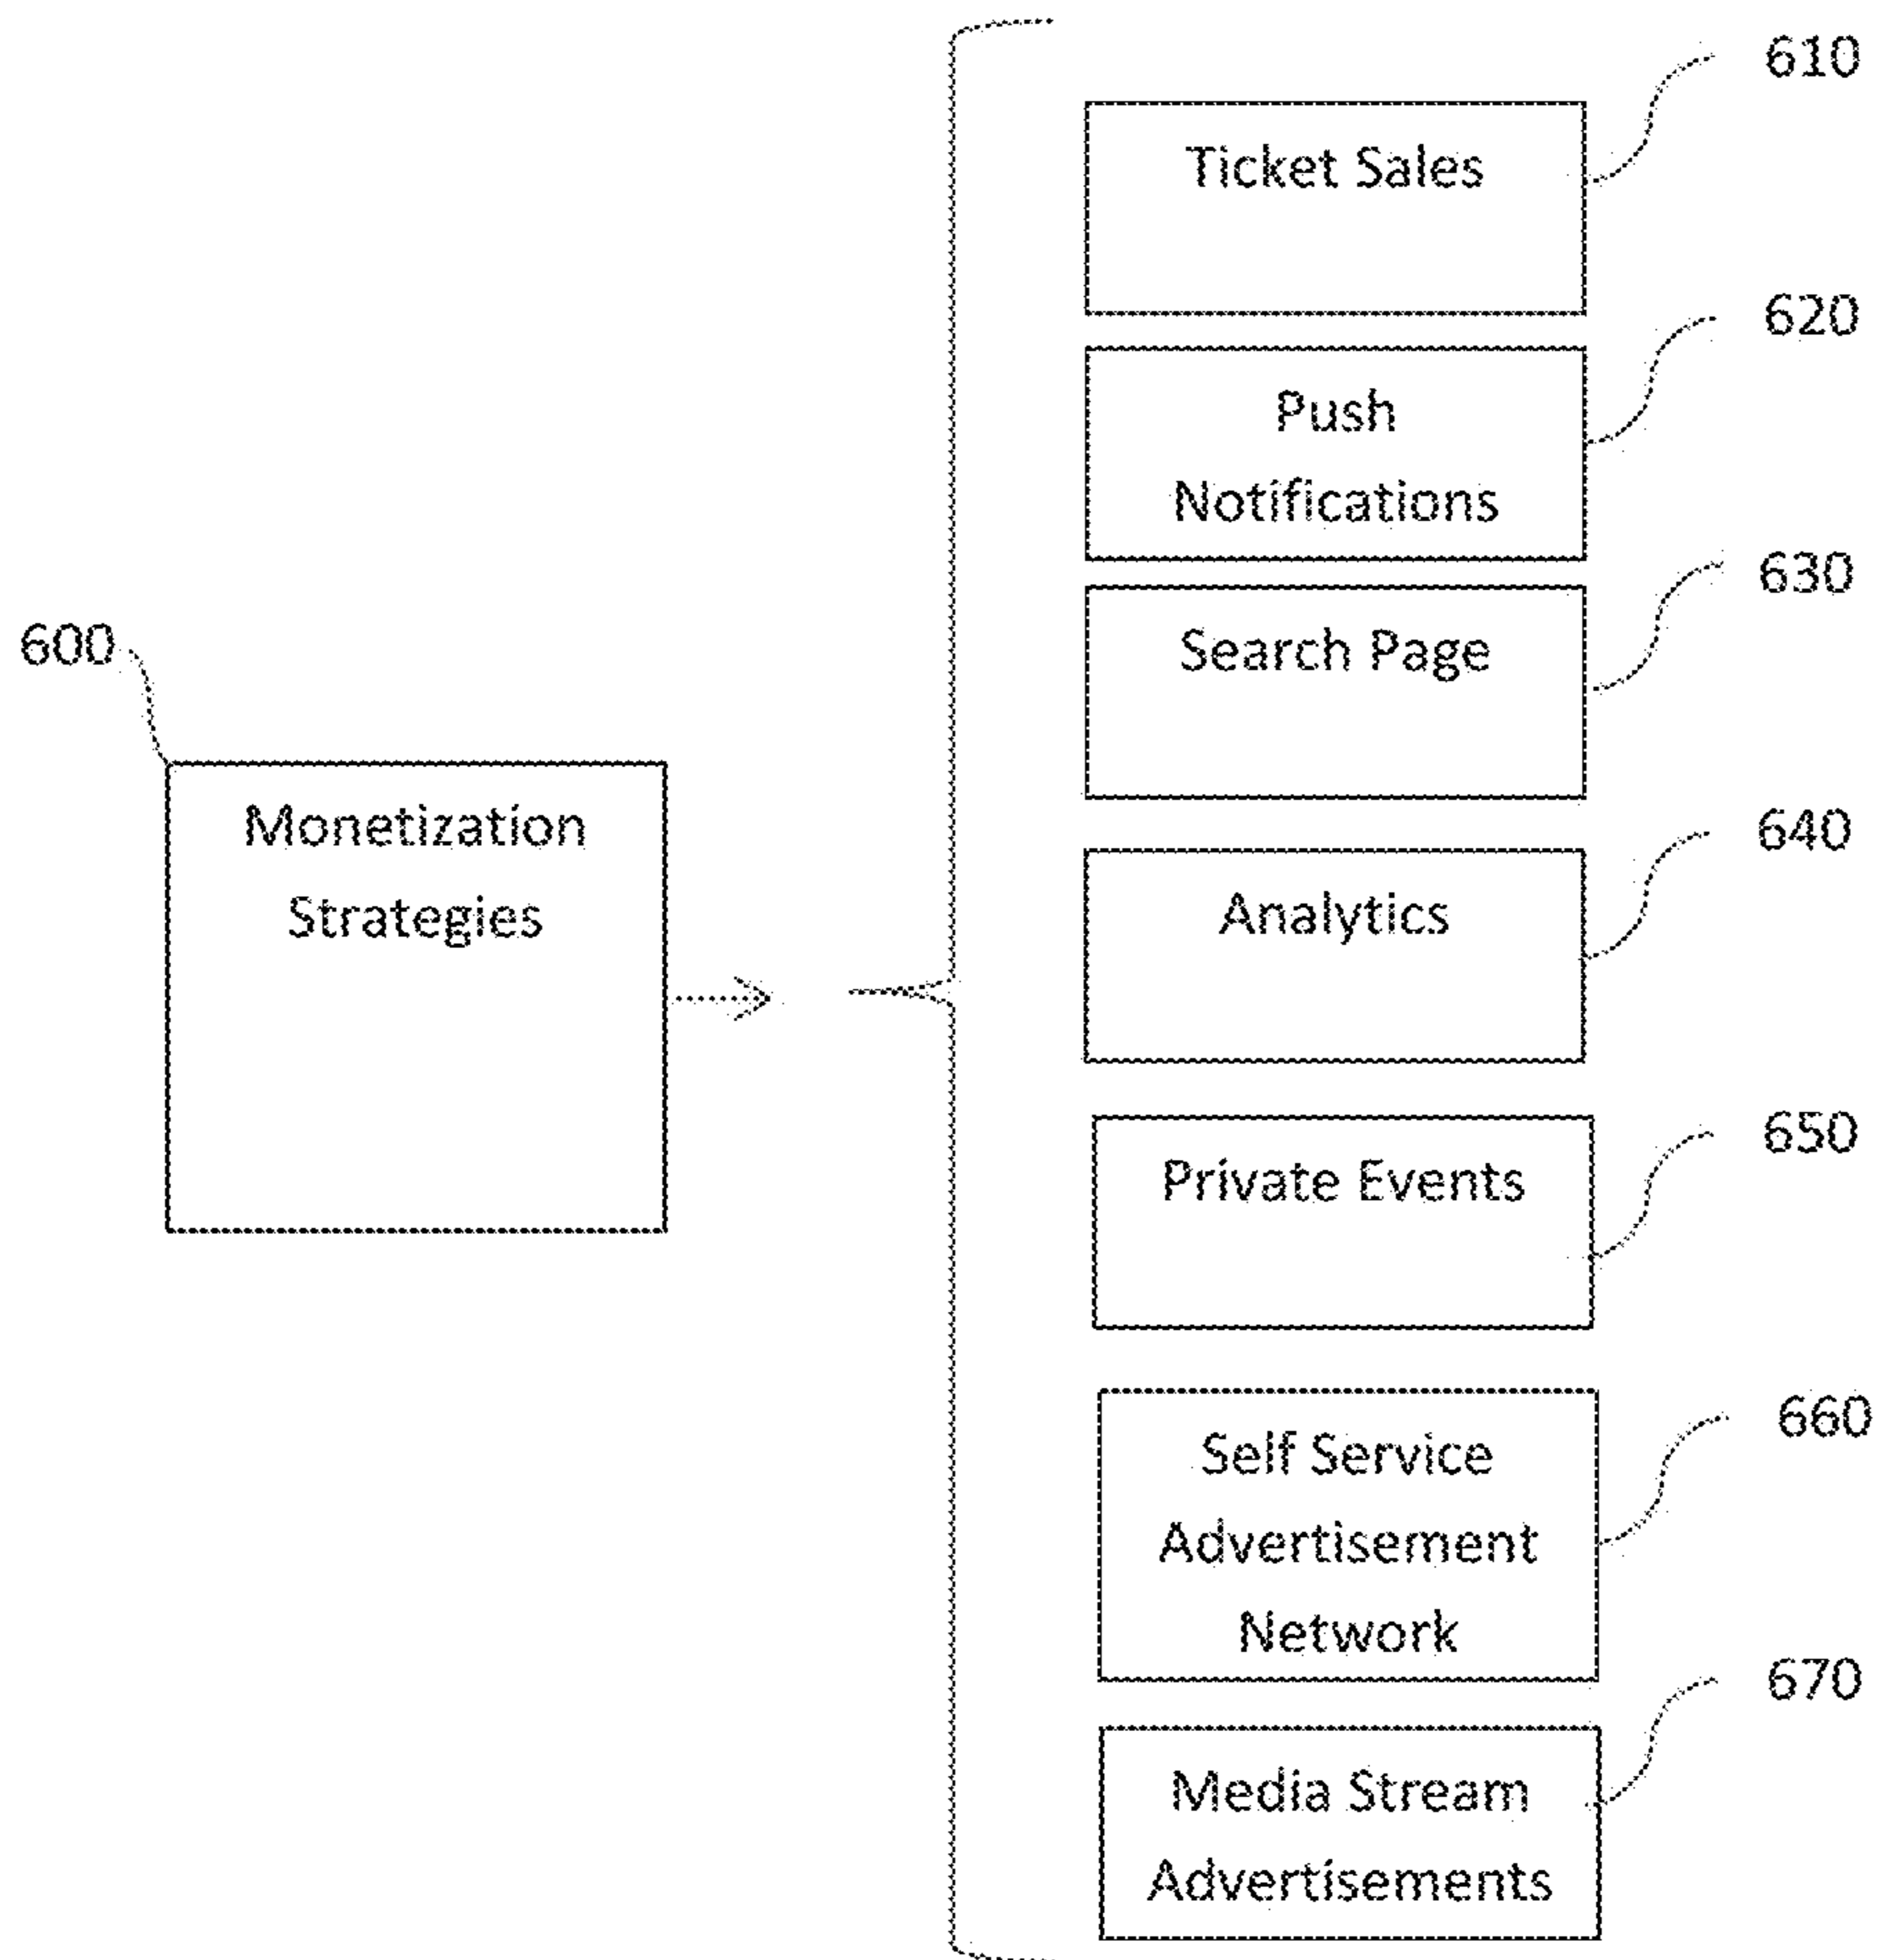 610
Ticket Sales
620
Push
Notifications
630
Search Page
600
Monetization
Strategies
640
Analytics
650
Private Events
660
Self Service
Advertisement
Network
670
Media Stream
Advertisements